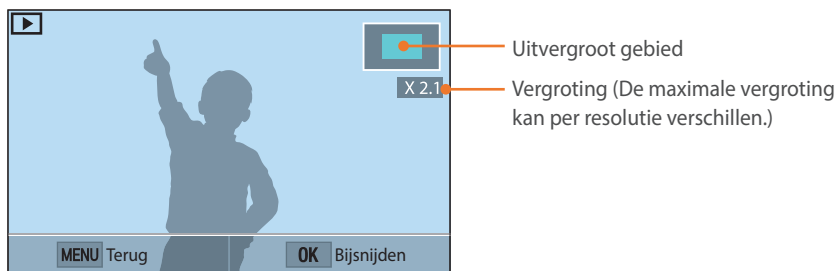 X 2.1
Uitvergroot gebied
Vergroting (De maximale vergroting
kan per resolutie verschillen.)
MENU Terug
OK Bijsnijden